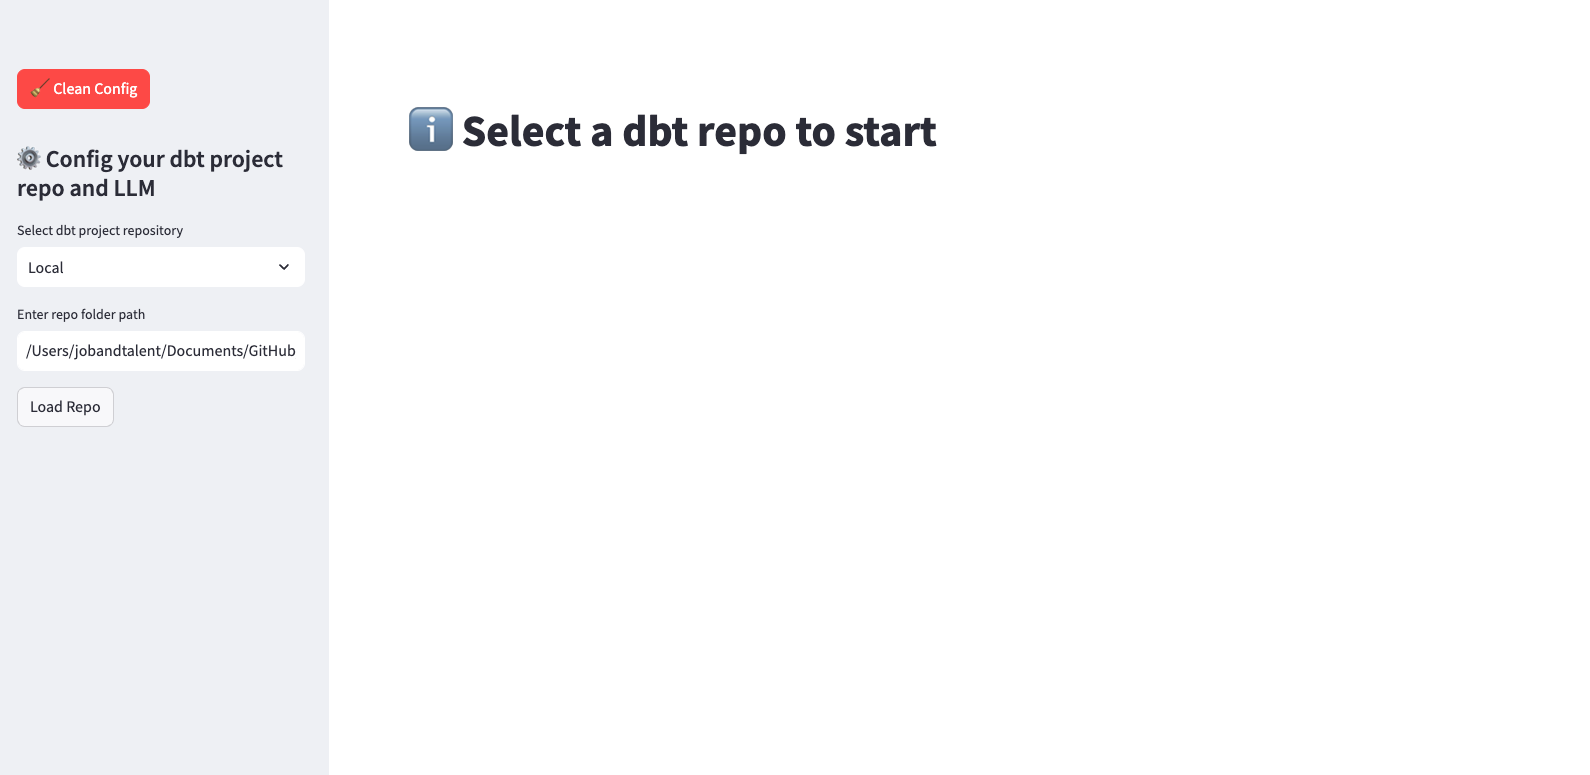 Clean Config
Config your dbt project
repo and LLM
Select dbt project repository
Local
Enter repo folder path
/Users/jobandtalent/Documents/GitHub
Load Repo
Select a dbt repo to start